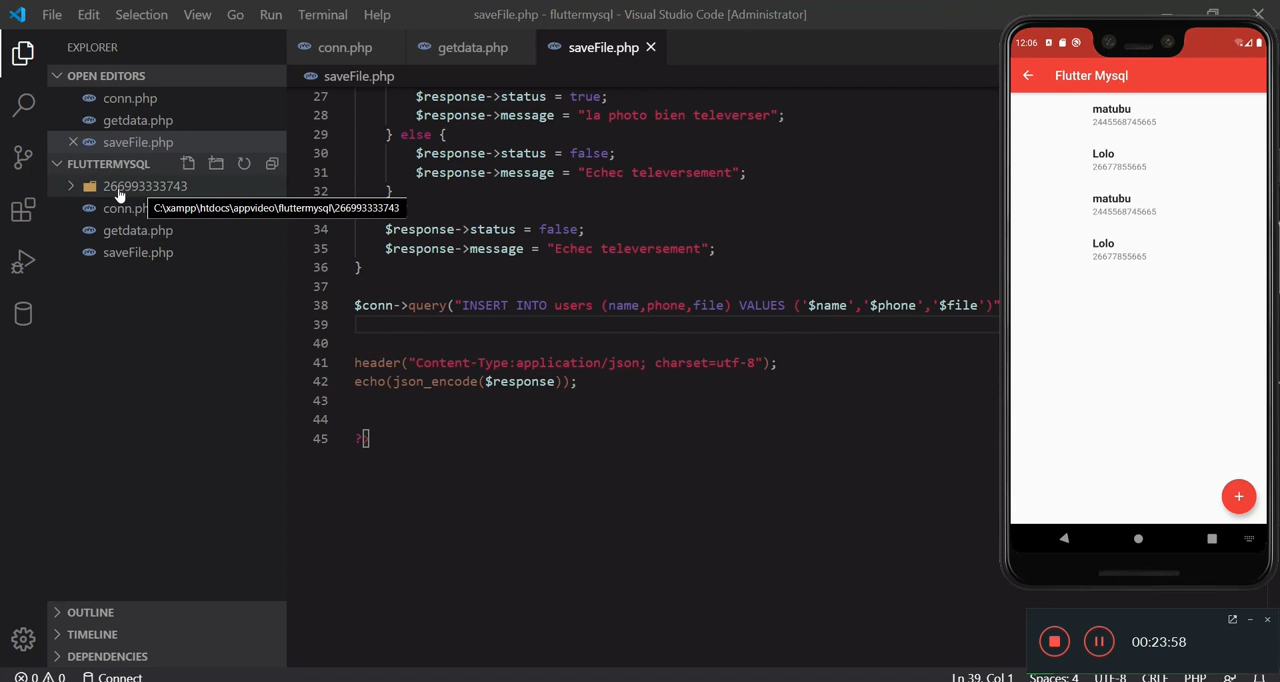 File Edit Selection View Go Run Terminal Help
saveFile.php - fluttermysql - Visual Studio Code [Administrator]
EXPLORER
OPEN EDITORS
conn.php
getdata.php
saveFile.php
FLUTTERMYSQL
266993333743
conn.ph
C:\xampp\htdocs\appvideo\fluttermysql\266993333743
getdata.php
saveFile.php
OUTLINE
TIMELINE
DEPENDENCIES
conn.php getdata.php saveFile.php
saveFile.php
27 $response->status = true;
28 $response->message = "la photo bien televerser";
29 } else {
30 $response->status = false;
31 $response->message = "Echec televersement";
32 }
34 $response->status = false;
35 $response->message = "Echec televersement";
36 }
37
38 $conn->query("INSERT INTO users (name,phone,file) VALUES ('$name','$phone','$file')"
39
40
41 header("Content-Type:application/json; charset=utf-8");
42 echo(json_encode($response));
43
44
45 ?>
12:06
Flutter Mysql
matubu
2445568745665
Lolo
26677855665
matubu
2445568745665
Lolo
26677855665
+
00:23:58
0 0 Connect
Ln 39, Col 1 Spaces: 4 UTF-8 CRLF PHP